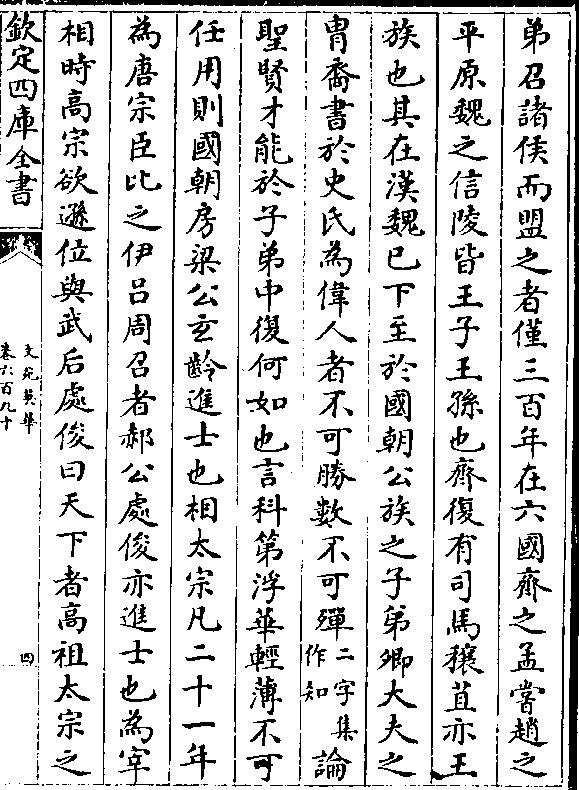 弟召諸侯而盟之者僅三百年在六國齊之孟嘗趙之
平原魏之信陵皆王子王孫也齊復有司馬穰苴亦王
族也其在漢魏已下至於國朝公族之子弟卿大夫之
胄裔書於史氏為偉人者不可勝數不可殫二字集作知論
聖賢才能於子弟中復何如也言科第浮華輕薄不可
任用則國朝房梁公玄齡進士也相太宗凡二十一年
為唐宗臣比之伊吕周召者郝公處俊亦進士也為宰
相時髙宗欲遜位與武后處俊曰天下者髙祖太宗之
欽定四庫全書
文苑英華
卷六百九十
四